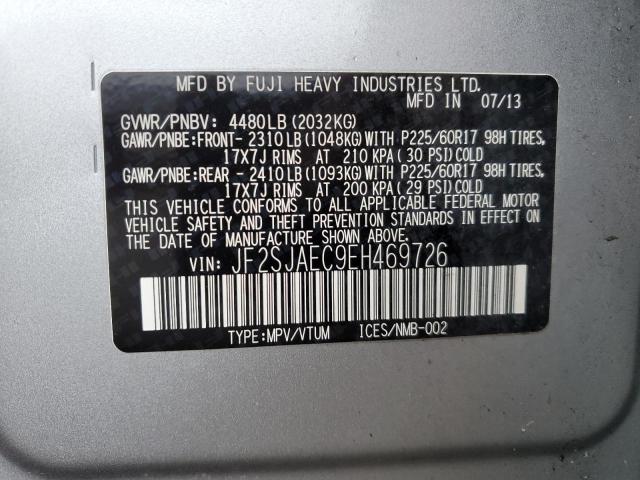 MFD BY FUJI HEAVY INDUSTRIES LTD.
MFD IN 07/13
GVWR/PNBV: 4480LB (2032KG)
GAWR/PNBE:FRONT- 2310LB(1048KG)WITH P225/60R17 98H TIRES,
17X7J RIMS AT 210 KPA( 30 PSI)COLD
GAWR/PNBE:REAR - 2410LB(1093KG)WITH P225/60R17 98H TIRES,
17X7J RIMS AT 200 KPA( 29 PSI)COLD
THIS VEHICLE CONFORMS TO ALL APPLICABLE FEDERAL MOTOR
VEHICLE SAFETY AND THEFT PREVENTION STANDARDS IN EFFECT ON
THE DATE OF MANUFACTURE SHOWN ABOVE.
VIN: JF2SJAEC9EH469726
TYPE:MPV/VTUM ICES/NMB-002